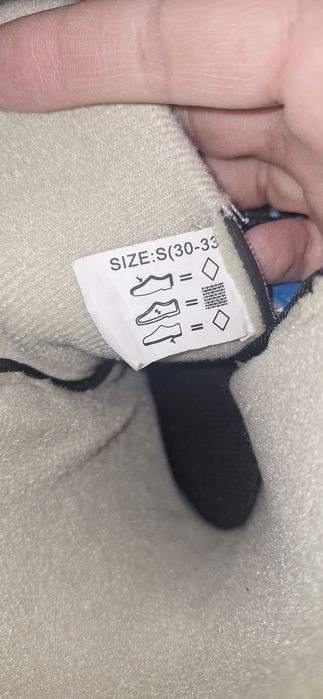 SIZE:S(30-33
=
=
=